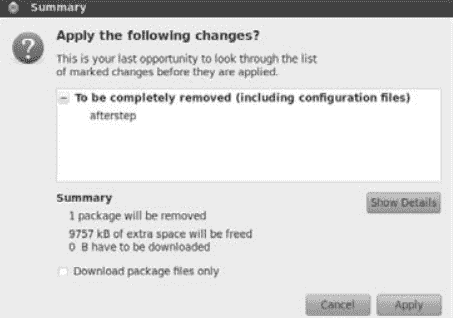 Summary
Apply the following changes?
This is your last opportunity to look through the list
of marked changes before they are applied.
To be completely removed (including configuration files)
afterstep
Summary
Show Details
1 package will be removed
9757 kB of extra space will be freed
0 B have to be downloaded
Download package files only
Cancel
Apply